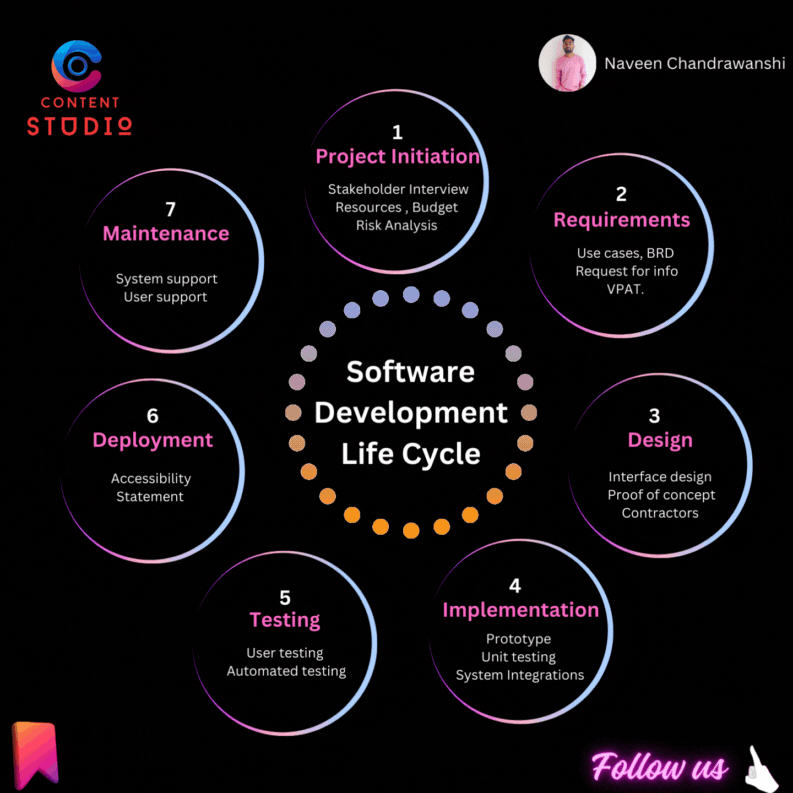 CONTENT
STUDIO
Naveen Chandrawanshi
1
Project Initiation
Stakeholder Interview
Resources , Budget
Risk Analysis
2
Requirements
Use cases, BRD
Request for info
VPAT.
3
Design
Interface design
Proof of concept
Contractors
4
Implementation
Prototype
Unit testing
System Integrations
5
Testing
User testing
Automated testing
6
Deployment
Accessibility
Statement
7
Maintenance
System support
User support
Software
Development
Life Cycle
Follow us